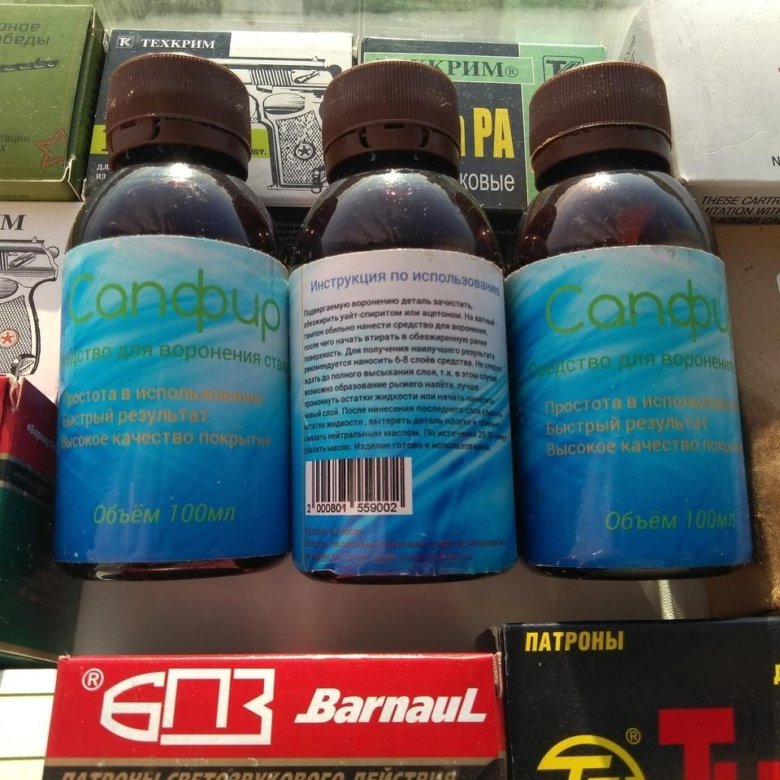 ТЕХКРИМ
ТЕХКРИМ®
РА
ковые
THESE CARTR
Сапфир
средство для воронения стали
Простота в использовании
Быстрый результат
Высокое качество покрытия
Объём 100мл
Инструкция по использованию
Подвергаемую воронению деталь зачистить,
обезжирить уайт-спиритом или ацетоном. На ватный
тампон обильно нанести средство для воронения,
после чего начать втирать в обезжиренную ранее
поверхность. Для получения наилучшего результата
рекомендуется наносить 6-8 слоёв средства. Не следует
ждать до полного высыхания слоя, т.к. в этом случае
возможно образование рыжего налёта, лучше
промокнуть остатки жидкости или начать наносить
новый слой. После нанесения последнего слоя удалить
остатки жидкости , вытереть деталь насухо и обильно
смазать нейтральным маслом. По истечении 20-30 минут
удалить масло. Изделие готово к использованию.
2 000801 559002
Сапфи
Средство для воронения
Простота в использова
Быстрый результат
Высокое качество покрыт
Объём 100мл
® БПЗ Barnaul
ПАТРОНЫ СВЕТОЗВУКОВОГО ДЕЙСТВИЯ
ПАТРОНЫ